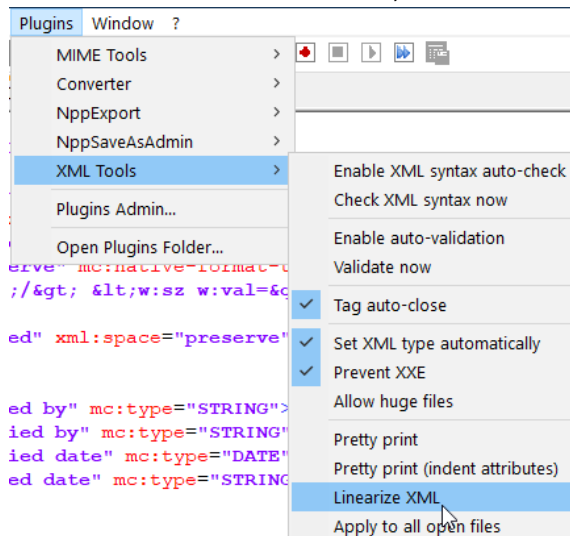 Plugins Window ?
MIME Tools >
Converter >
NppExport >
NppSaveAsAdmin >
XML Tools >
Plugins Admin...
Open Plugins Folder...
Enable XML syntax auto-check
Check XML syntax now
Enable auto-validation
Validate now
Tag auto-close
Set XML type automatically
Prevent XXE
Allow huge files
Pretty print
Pretty print (indent attributes)
Linearize XML
Apply to all open files
erve" mc:native-format-t
;/&gt; &lt;w:sz w:val=&q
ed" xml:space="preserve"
ed by" mc:type="STRING">
ied by" mc:type="STRING"
ied date" mc:type="DATE"
ed date" mc:type="STRING